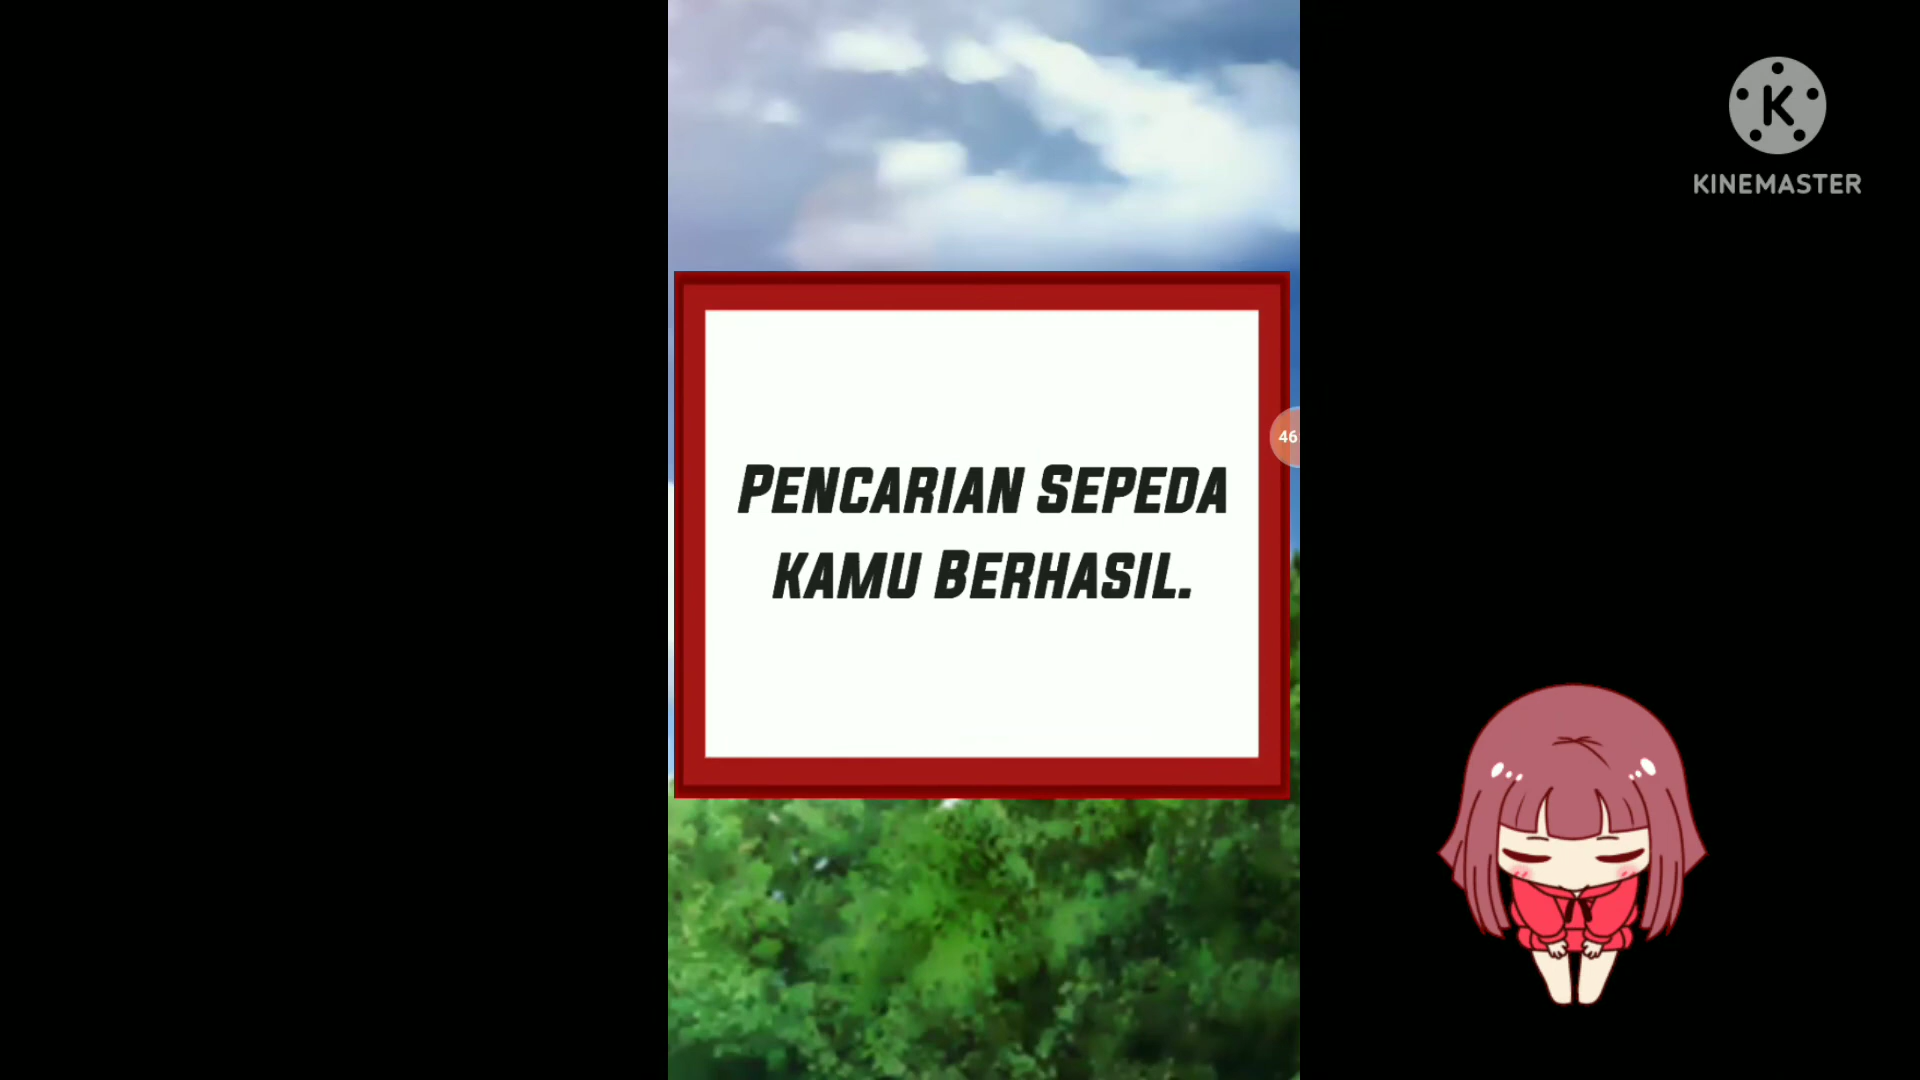 K
KINEMASTER
46
PENCARIAN SEPEDA
KAMU BERHASIL.